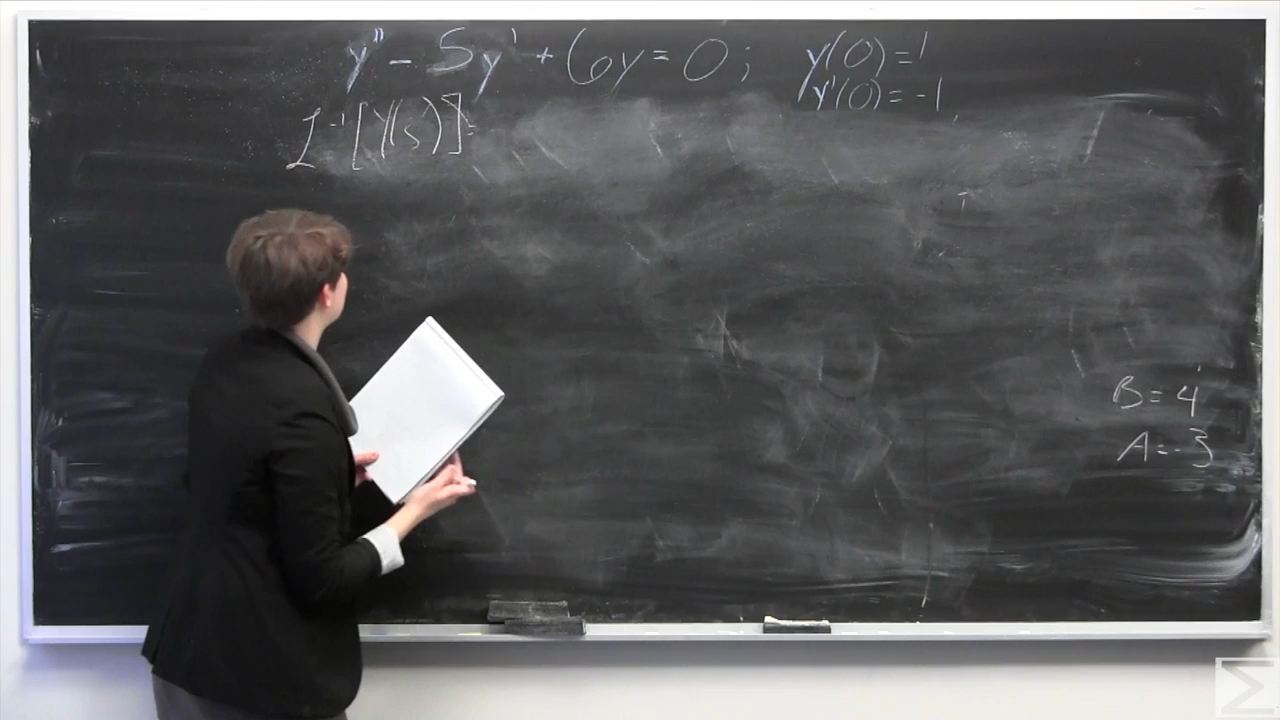 y'' - 5y' + 6y = 0; y(0) = 1
y'(0) = -1
L⁻¹[Y(s)] =
B = 4
A = -3